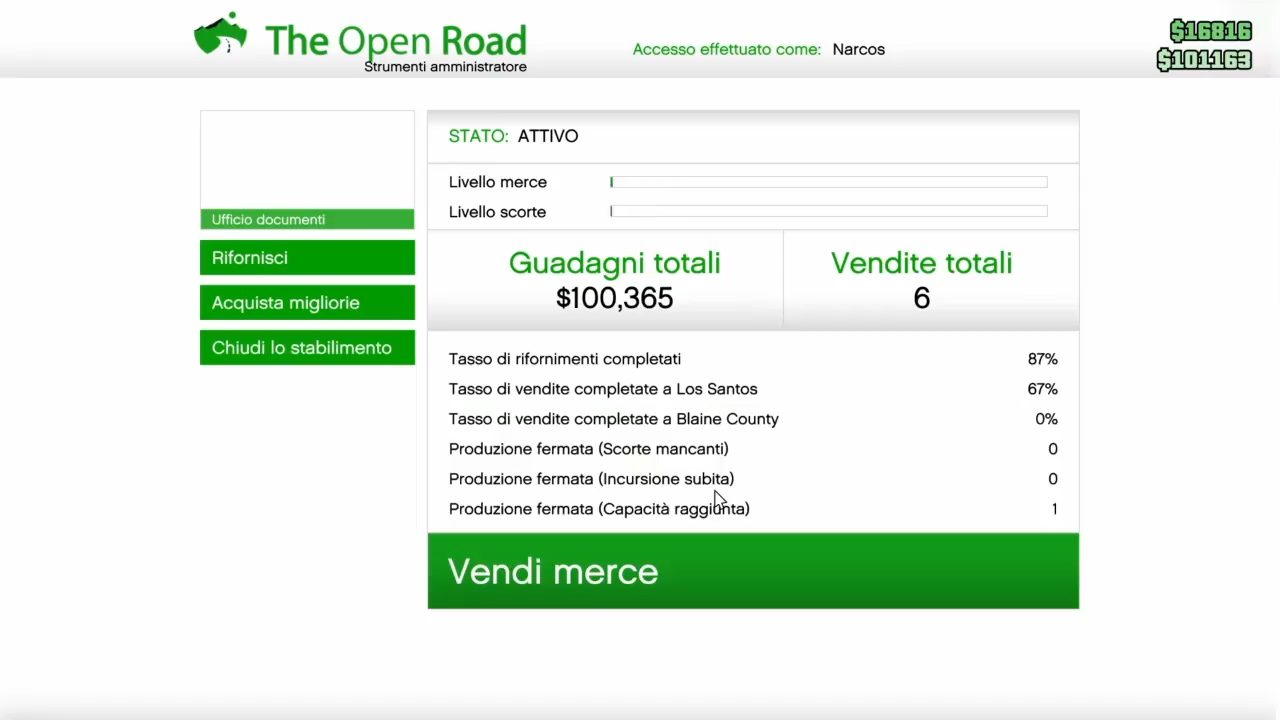 The Open Road
Strumenti amministratore
Accesso effettuato come: Narcos
$16816
$101163
Ufficio documenti
Rifornisci
Acquista migliorie
Chiudi lo stabilimento
STATO: ATTIVO
Livello merce
Livello scorte
Guadagni totali
$100,365
Vendite totali
6
Tasso di rifornimenti completati 87%
Tasso di vendite completate a Los Santos 67%
Tasso di vendite completate a Blaine County 0%
Produzione fermata (Scorte mancanti) 0
Produzione fermata (Incursione subita) 0
Produzione fermata (Capacità raggiunta) 1
Vendi merce